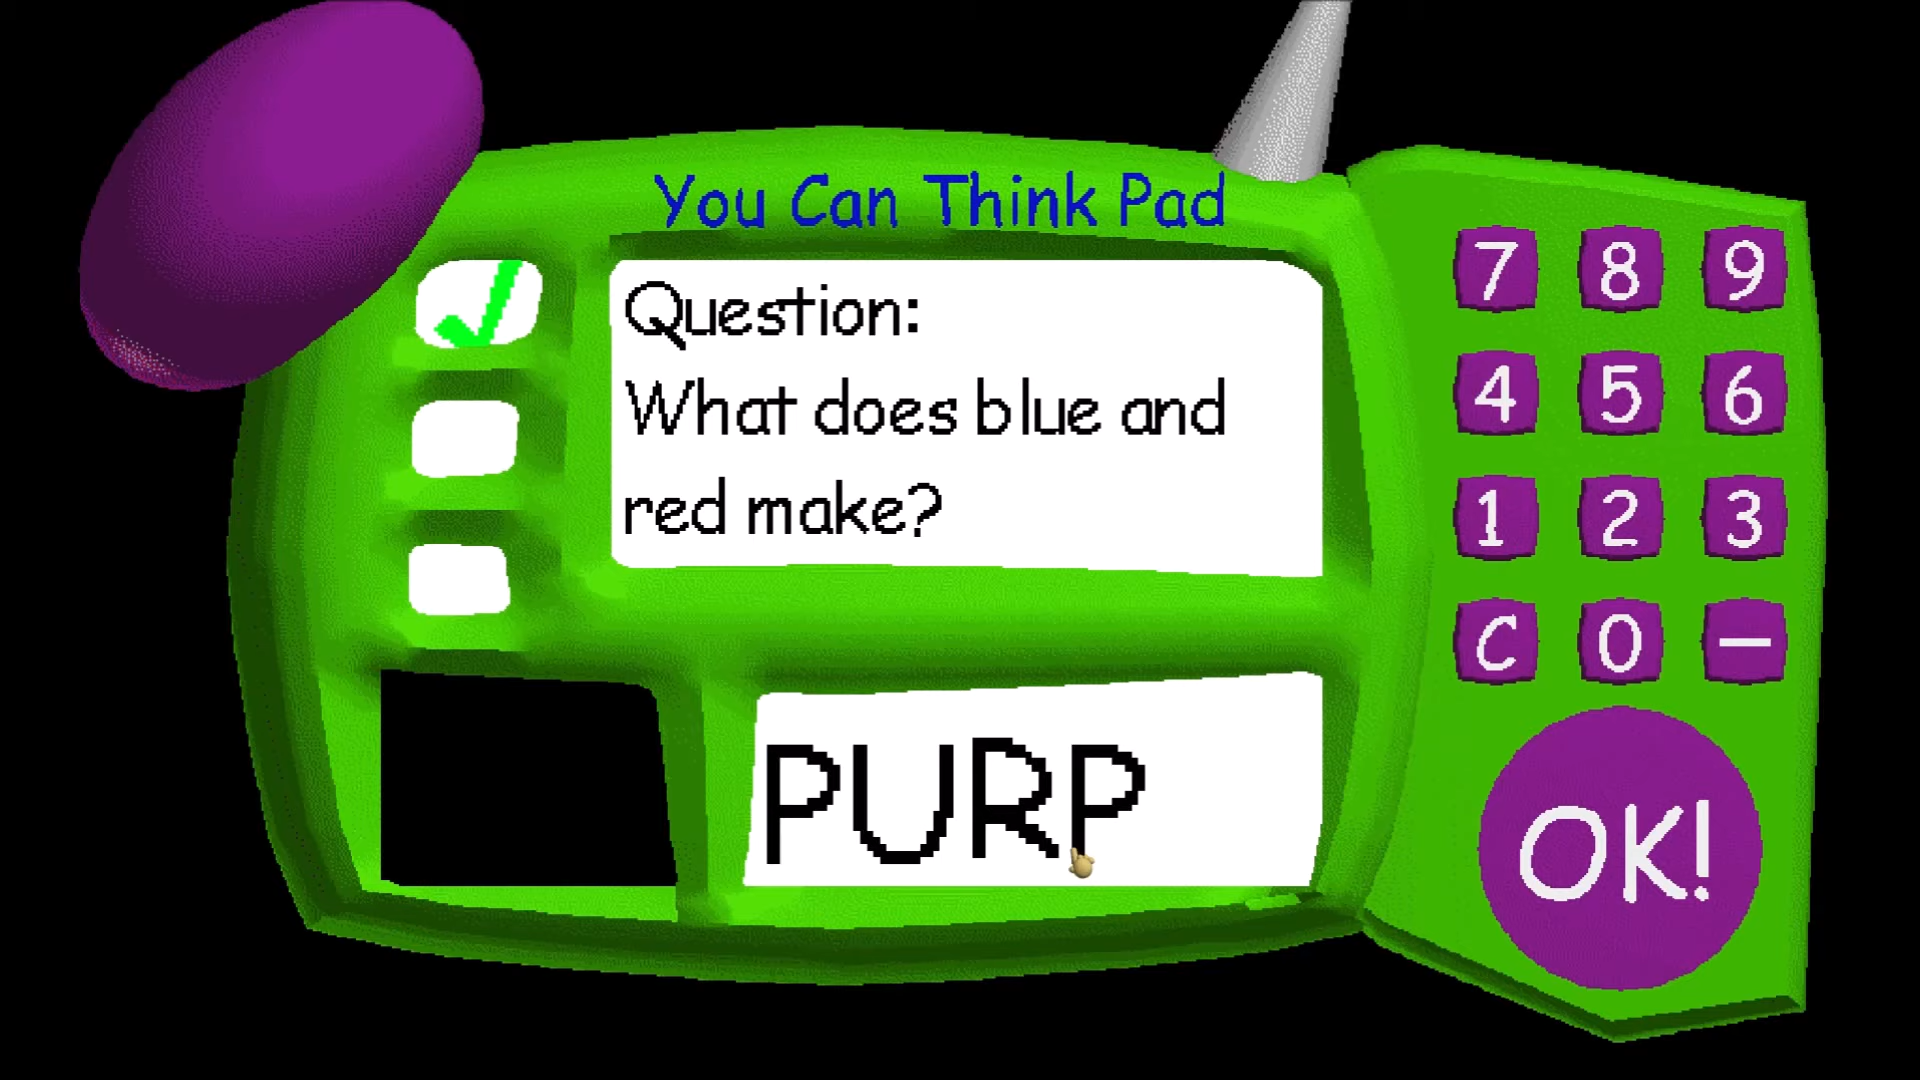 You Can Think Pad
Question:
What does blue and
red make?
PURP
7 8 9
4 5 6
1 2 3
C 0 –
OK!